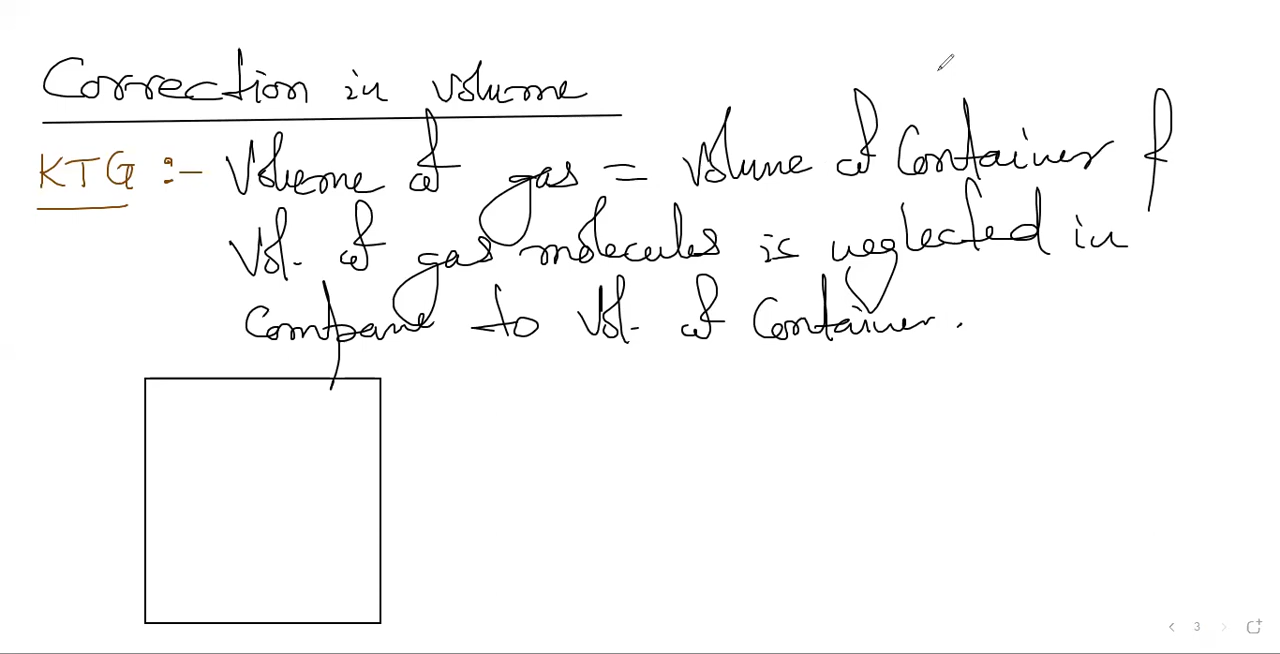 Correction in volume
KTG :- Volume of gas = Volume of Container &
Vol. of gas molecules is neglected in
Compare to Vol. of Container.
3